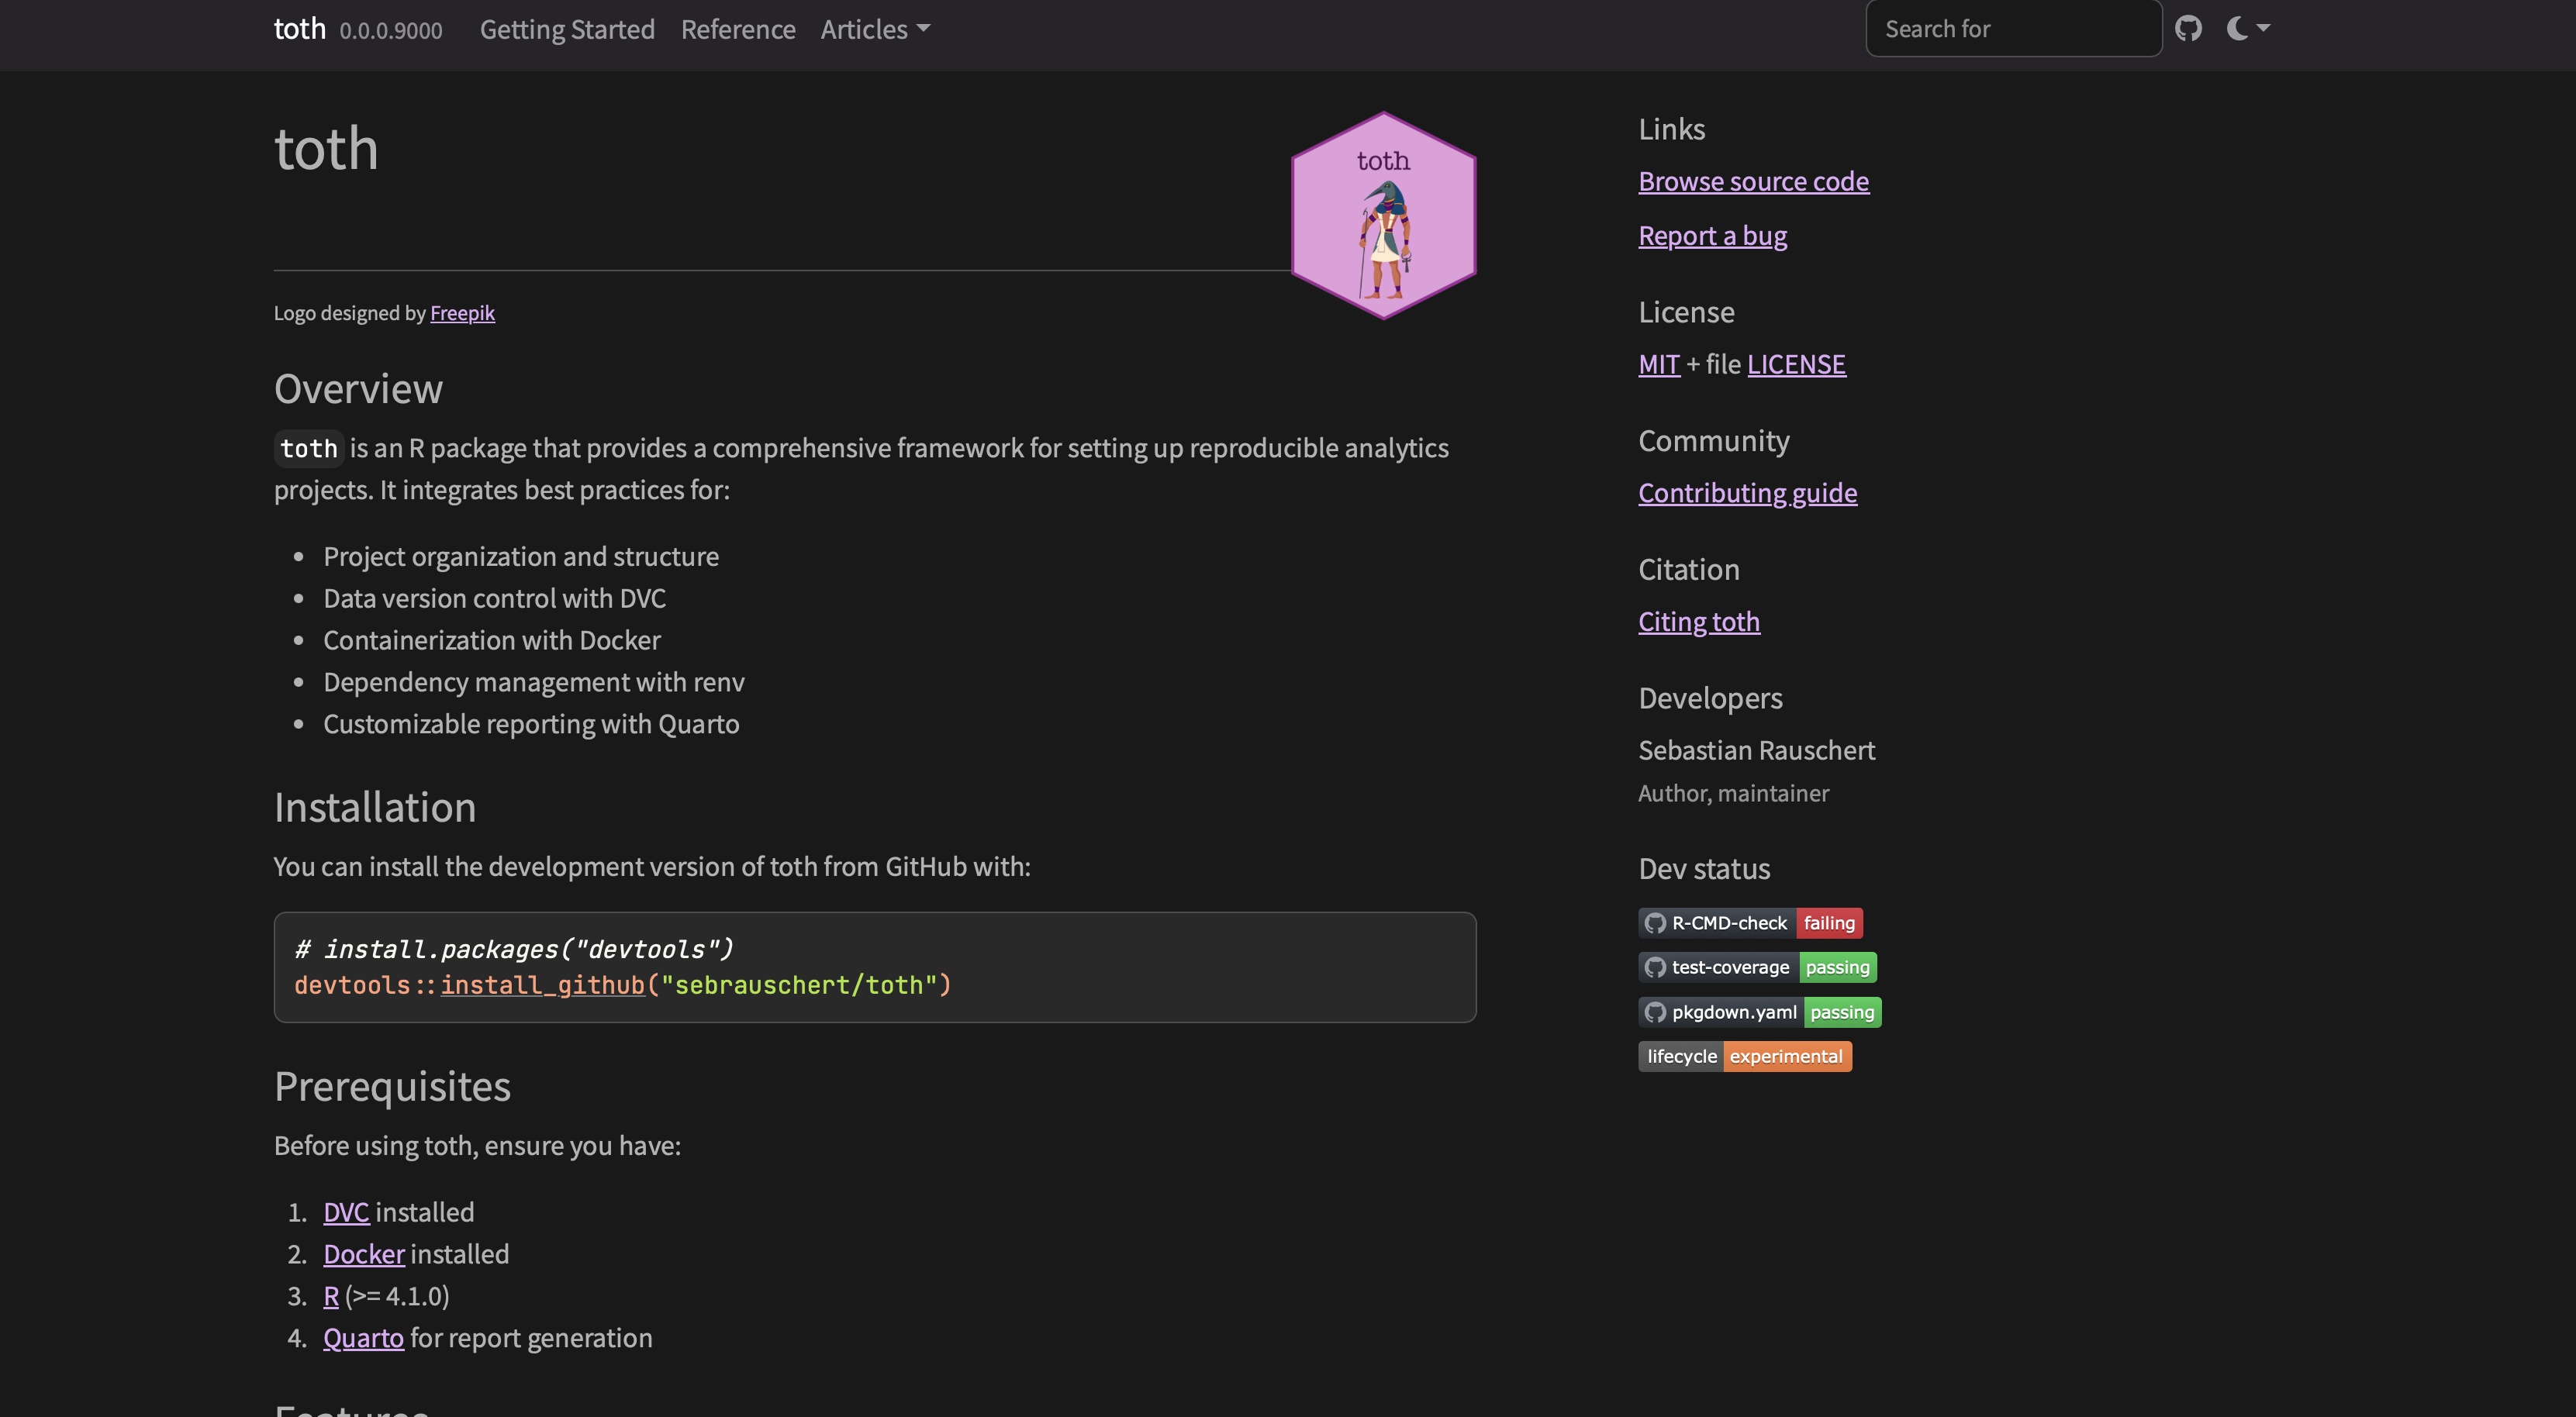 toth 0.0.0.9000 Getting Started Reference Articles Search for
toth
toth
Logo designed by Freepik
Overview
toth is an R package that provides a comprehensive framework for setting up reproducible analytics
projects. It integrates best practices for:
• Project organization and structure
• Data version control with DVC
• Containerization with Docker
• Dependency management with renv
• Customizable reporting with Quarto
Installation
You can install the development version of toth from GitHub with:
# install.packages("devtools")
devtools::install_github("sebrauschert/toth")
Prerequisites
Before using toth, ensure you have:
1. DVC installed
2. Docker installed
3. R (>= 4.1.0)
4. Quarto for report generation
Features
Links
Browse source code
Report a bug
License
MIT + file LICENSE
Community
Contributing guide
Citation
Citing toth
Developers
Sebastian Rauschert
Author, maintainer
Dev status
R-CMD-check failing
test-coverage passing
pkgdown.yaml passing
lifecycle experimental